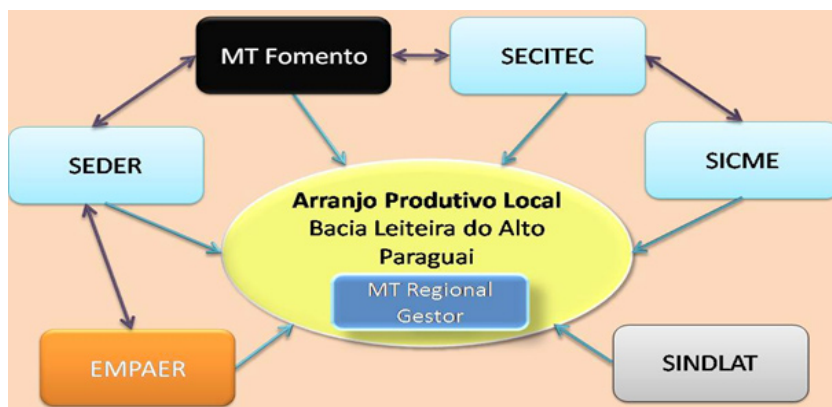 MT Fomento
SECITEC
SEDER
SICME
Arranjo Produtivo Local
Bacia Leiteira do Alto
Paraguai
MT Regional
Gestor
EMPAER
SINDLAT